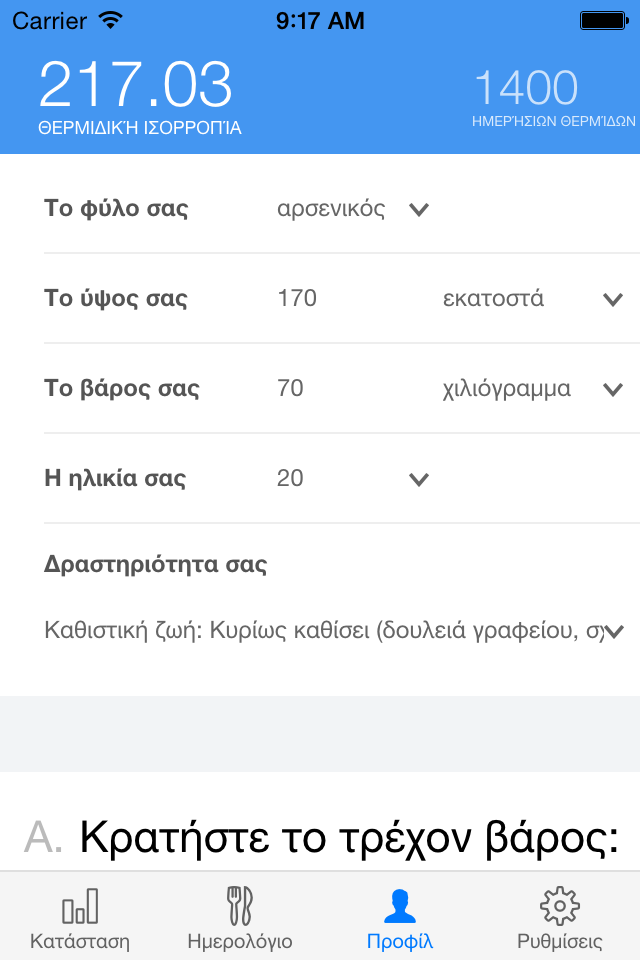 Carrier 9:17 AM
217.03 1400
ΘΕΡΜΙΔΙΚΉ ΙΣΟΡΡΟΠΊΑ ΗΜΕΡΉΣΙΩΝ ΘΕΡΜΊΔΩΝ
Το φύλο σας αρσενικός
Το ύψος σας 170 εκατοστά
Το βάρος σας 70 χιλιόγραμμα
Η ηλικία σας 20
Δραστηριότητα σας
Καθιστική ζωή: Κυρίως καθίσει (δουλειά γραφείου,
Α. Κρατήστε το τρέχον βάρος:
Κατάσταση Ημερολόγιο Προφίλ Ρυθμίσεις